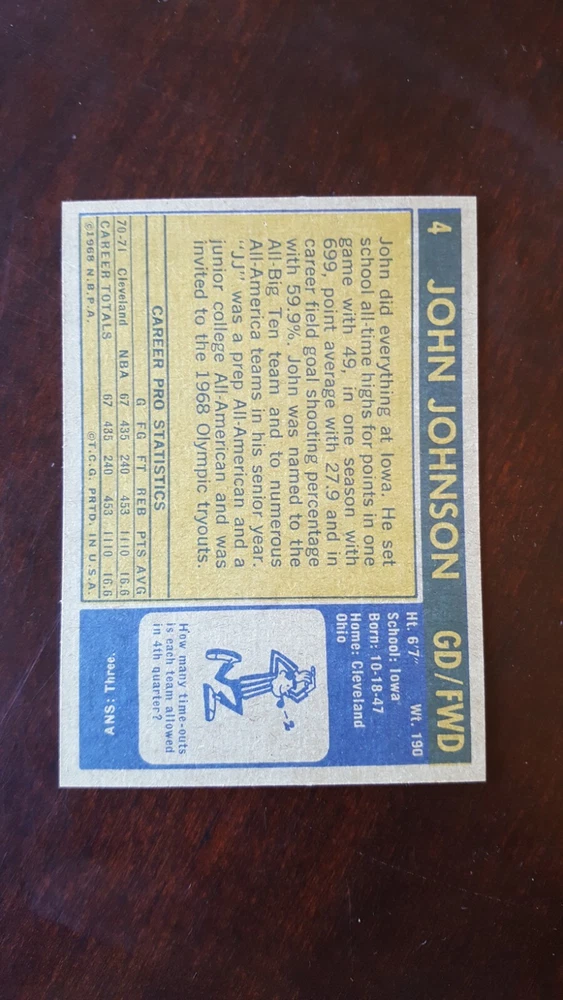 4 JOHN JOHNSON GD/FWD
John did everything at Iowa. He set
school all-time highs for points in one
game with 49, in one season with
699, point average with 27.9 and in
career field goal shooting percentage
with 59.9%. John was named to the
All-Big Ten team and to numerous
All-America teams in his senior year.
"JJ" was a prep All-American and a
junior college All-American and was
invited to the 1968 Olympic tryouts.
CAREER PRO STATISTICS
G FG FT REB PTS AVG
70-71 Cleveland NBA 67 435 240 453 1110 16.6
CAREER TOTALS 67 435 240 453 1110 16.6
©1968 N.B.P.A. ©T.C.G. PRTD. IN U.S.A.
Ht. 6'7" Wt. 190
School: Iowa
Born: 10-18-47
Home: Cleveland
Ohio
How many time-outs
is each team allowed
in 4th quarter?
ANS: Three.